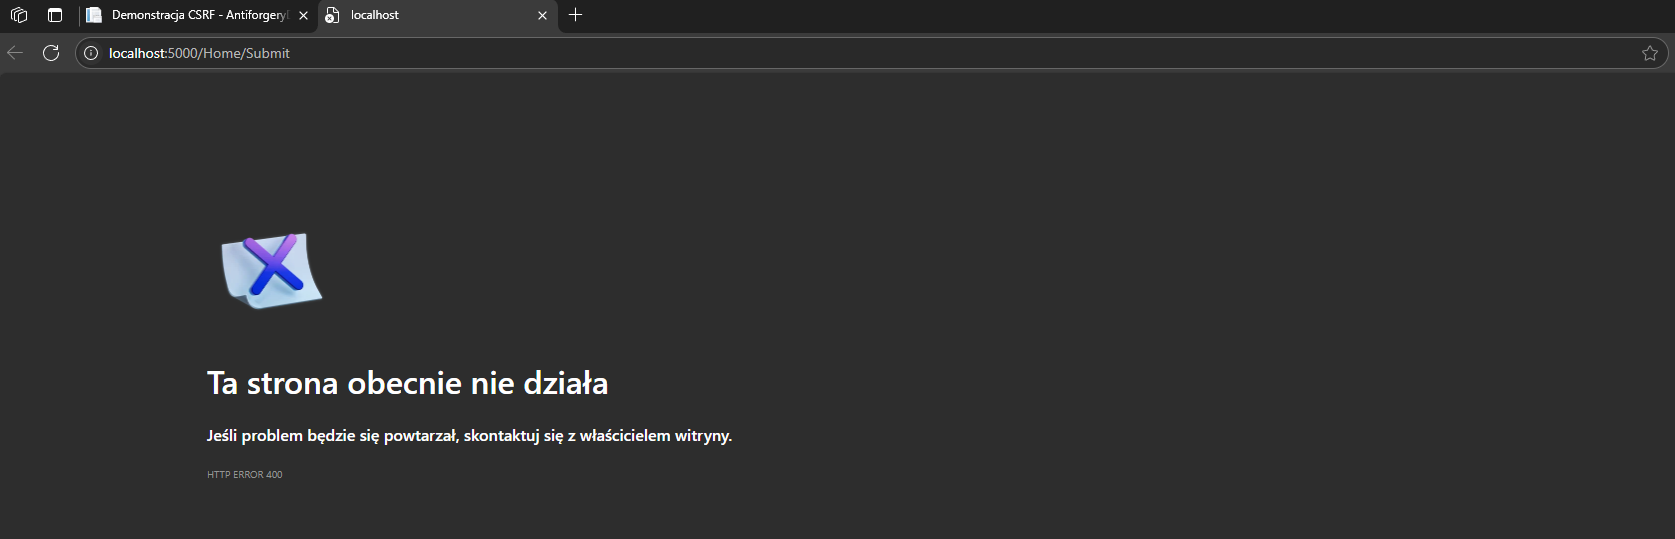 Demonstracja CSRF - Antiforgery
localhost
localhost:5000/Home/Submit
Ta strona obecnie nie działa
Jeśli problem będzie się powtarzał, skontaktuj się z właścicielem witryny.
HTTP ERROR 400